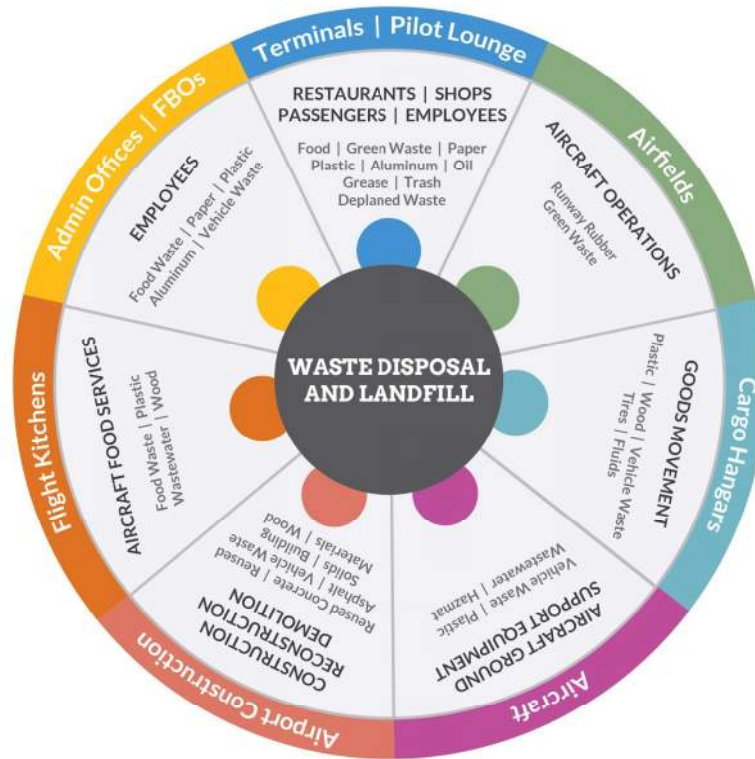 Terminals | Pilot Lounge
RESTAURANTS | SHOPS
PASSENGERS | EMPLOYEES
Food | Green Waste | Paper
Plastic | Aluminum | Oil
Grease | Trash
Deplaned Waste
Airfields
AIRCRAFT OPERATIONS
Runway Rubber
Green Waste
Cargo Hangars
GOODS MOVEMENT
Plastic | Wood | Vehicle Waste
Tires | Fluids
Aircraft
AIRCRAFT GROUND
SUPPORT EQUIPMENT
Vehicle Waste | Plastic
Wastewater | Hazmat
Airport Construction
CONSTRUCTION
RECONSTRUCTION
DEMOLITION
Reused Concrete | Reused
Asphalt | Vehicle Waste
Solids | Building
Materials | Wood
Flight Kitchens
AIRCRAFT FOOD SERVICES
Food Waste | Plastic
Wastewater | Wood
Admin Offices | FBOs
EMPLOYEES
Food Waste | Paper | Plastic
Aluminum | Vehicle Waste
WASTE DISPOSAL
AND LANDFILL